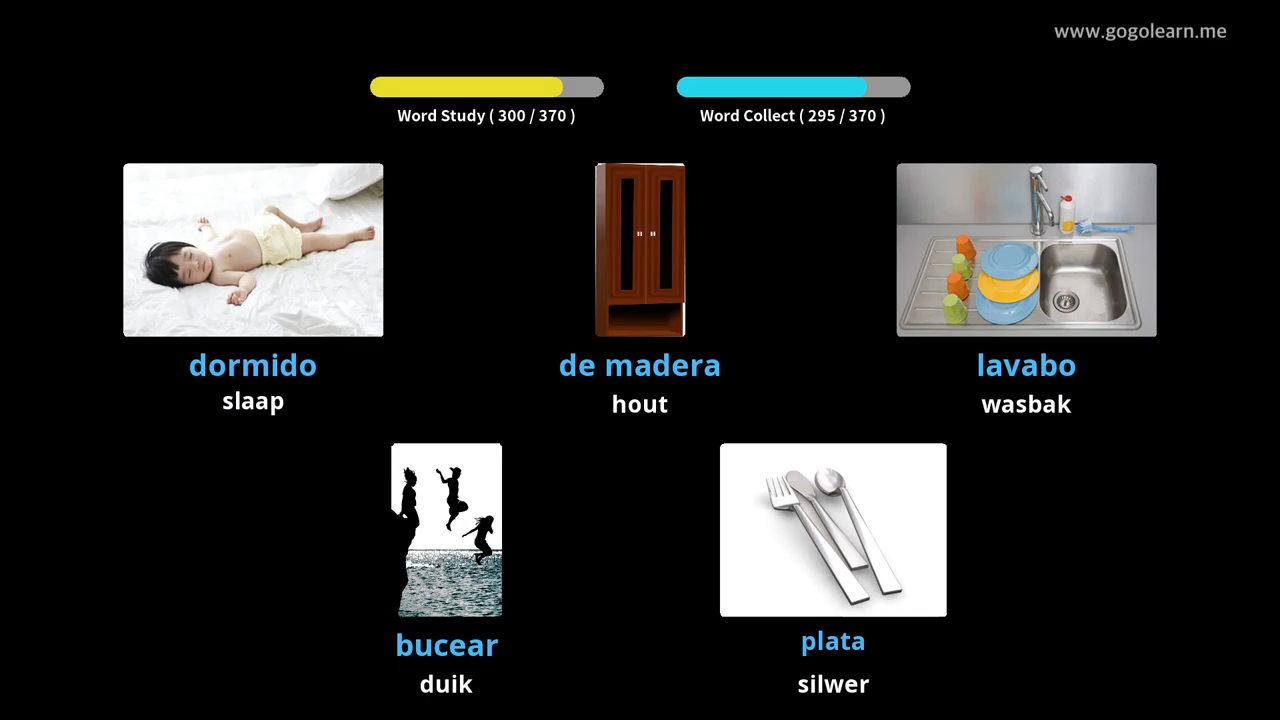 www.gogolearn.me
Word Study ( 300 / 370 )
Word Collect ( 295 / 370 )
dormido
slaap
de madera
hout
lavabo
wasbak
bucear
duik
plata
silwer